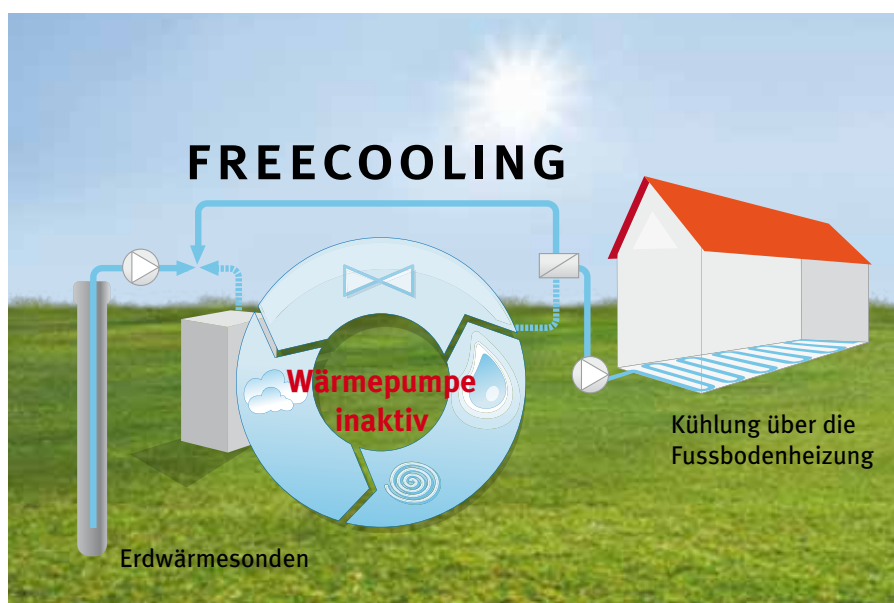 FREECOOLING
Wärmepumpe
inaktiv
Kühlung über die
Fussbodenheizung
Erdwärmesonden